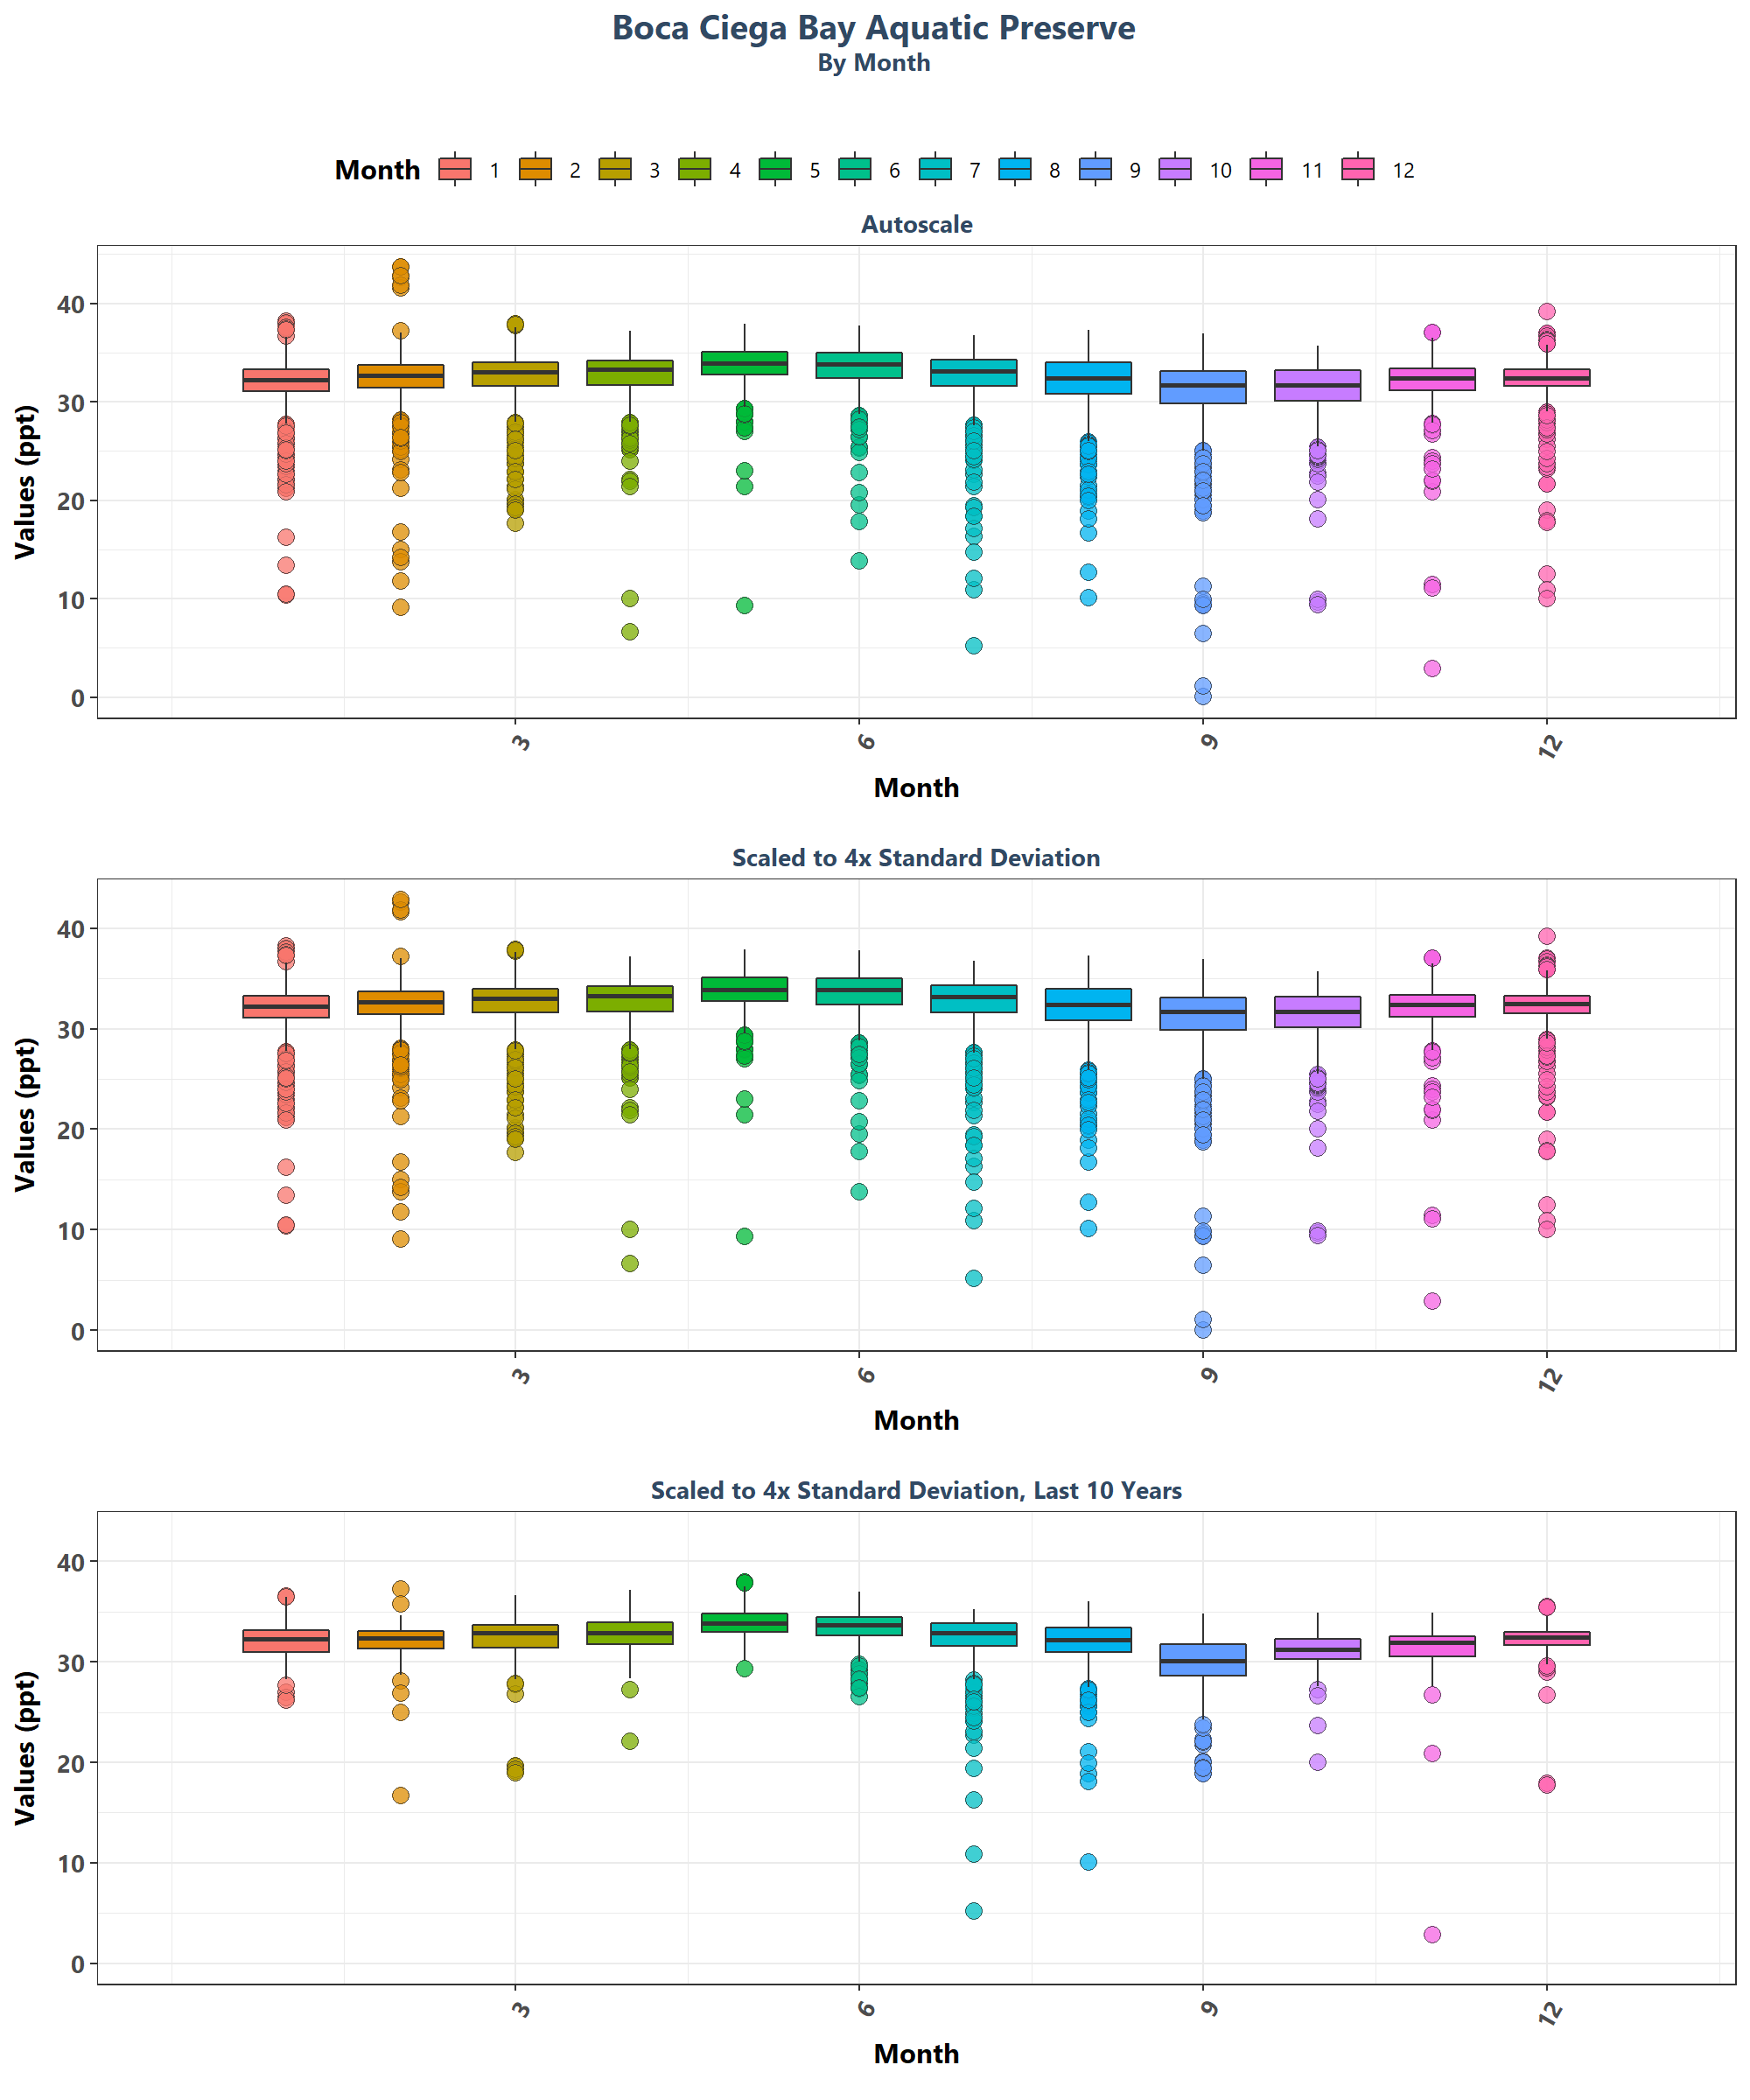 Boca Ciega Bay Aquatic Preserve
By Month
Month 1 2 3 4 5 6 7 8 9 10 11 12
Autoscale
Values (ppt)
40
30
20
10
0
3 6 9 12
Month
Scaled to 4x Standard Deviation
Values (ppt)
40
30
20
10
0
3 6 9 12
Month
Scaled to 4x Standard Deviation, Last 10 Years
Values (ppt)
40
30
20
10
0
3 6 9 12
Month